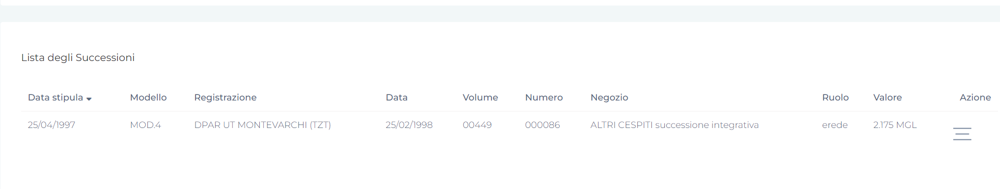 Lista degli Successioni
Data stipula Modello Registrazione Data Volume Numero Negozio Ruolo Valore Azione
25/04/1997 MOD.4 DPAR UT MONTEVARCHI (TZT) 25/02/1998 00449 000086 ALTRI CESPITI successione integrativa erede 2.175 MGL